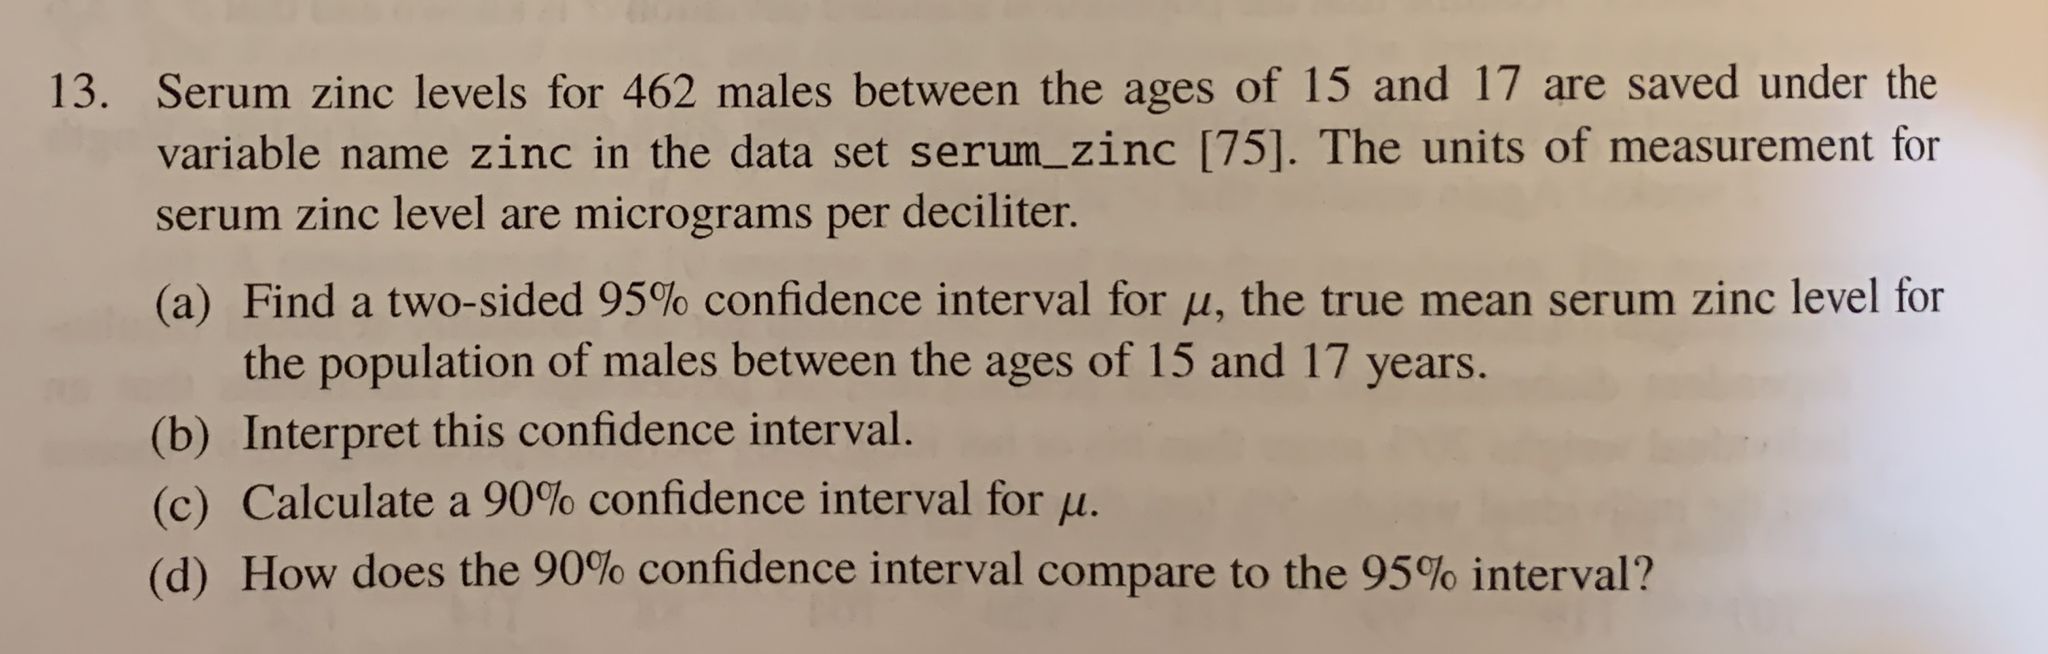 13. Serum zinc levels for 462 males between the ages of 15 and 17 are saved under the
variable name zinc in the data set serum_zinc [75]. The units of measurement for
serum zinc level are micrograms per deciliter.
(a) Find a two-sided 95% confidence interval for μ, the true mean serum zinc level for
the population of males between the ages of 15 and 17 years.
(b) Interpret this confidence interval.
(c) Calculate a 90% confidence interval for μ.
(d) How does the 90% confidence interval compare to the 95% interval?